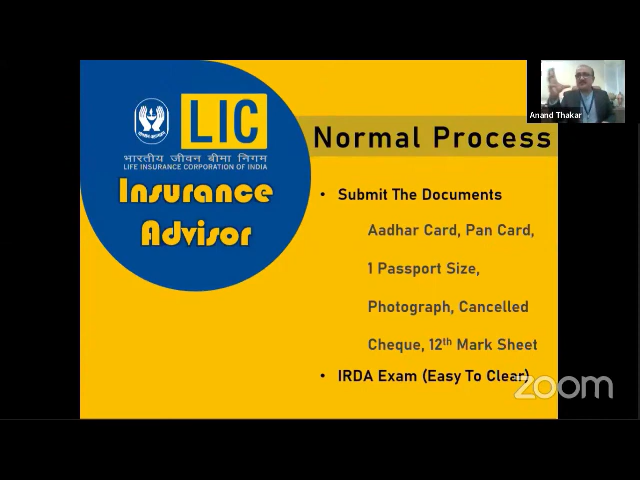 LIC
भारतीय जीवन बीमा निगम
LIFE INSURANCE CORPORATION OF INDIA
Insurance
Advisor
Normal Process
• Submit The Documents
Aadhar Card, Pan Card,
1 Passport Size,
Photograph, Cancelled
Cheque, 12th Mark Sheet
• IRDA Exam (Easy To Clear)
Anand Thakar
zoom